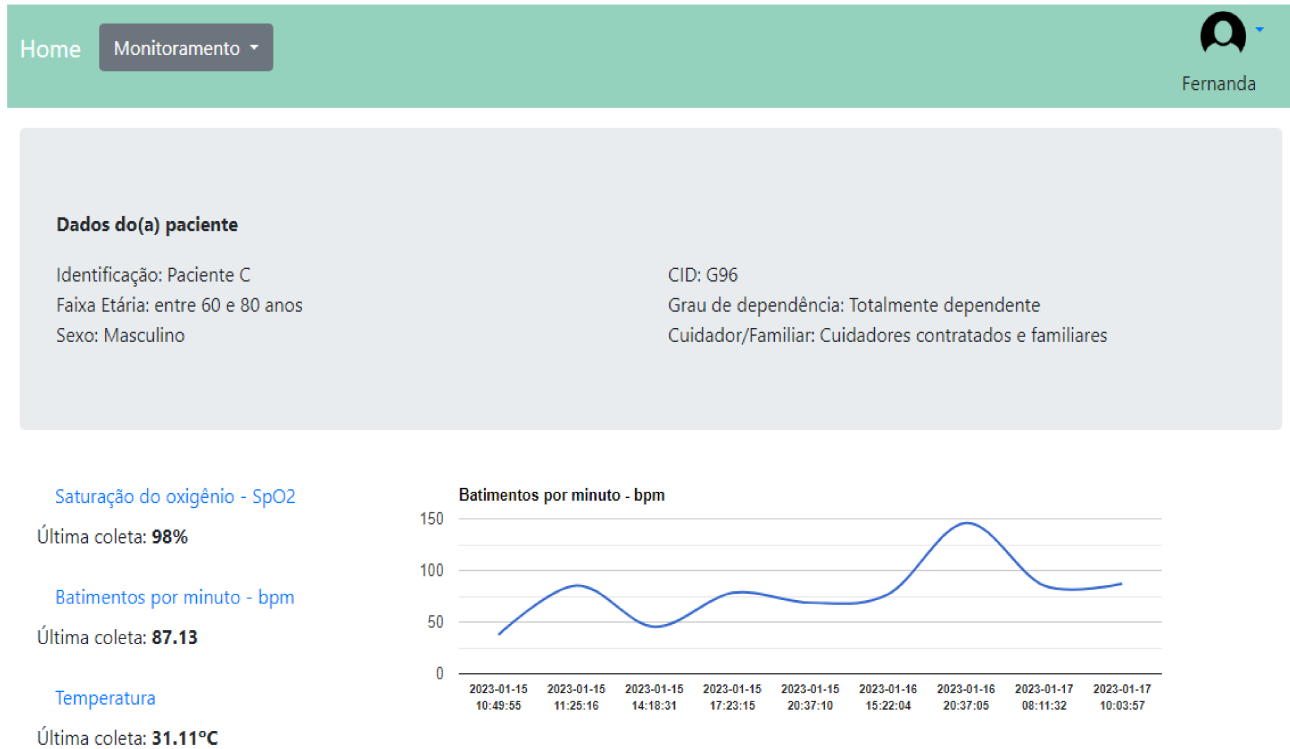 Home
Monitoramento
Fernanda
Dados do(a) paciente
Identificação: Paciente C
Faixa Etária: entre 60 e 80 anos
Sexo: Masculino
CID: G96
Grau de dependência: Totalmente dependente
Cuidador/Familiar: Cuidadores contratados e familiares
Saturação do oxigênio - SpO2
Última coleta: 98%
Batimentos por minuto - bpm
Última coleta: 87.13
Temperatura
Última coleta: 31.11ºC
Batimentos por minuto - bpm
150
100
50
0
2023-01-15 2023-01-15 2023-01-15 2023-01-15 2023-01-15 2023-01-16 2023-01-16 2023-01-17 2023-01-17
10:49:55 11:25:16 14:18:31 17:23:15 20:37:10 15:22:04 20:37:05 08:11:32 10:03:57